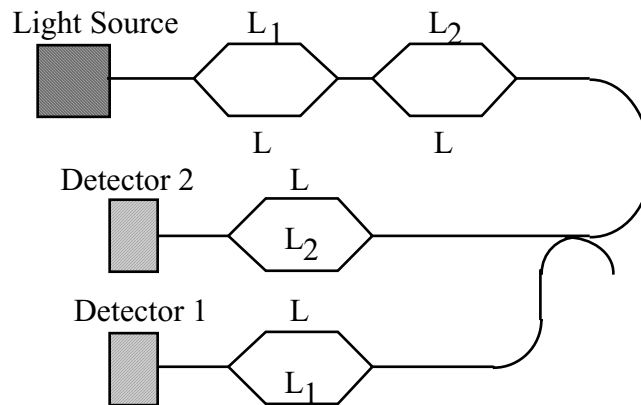 Light Source
L1 L2
L L
Detector 2
L
L2
Detector 1
L
L1